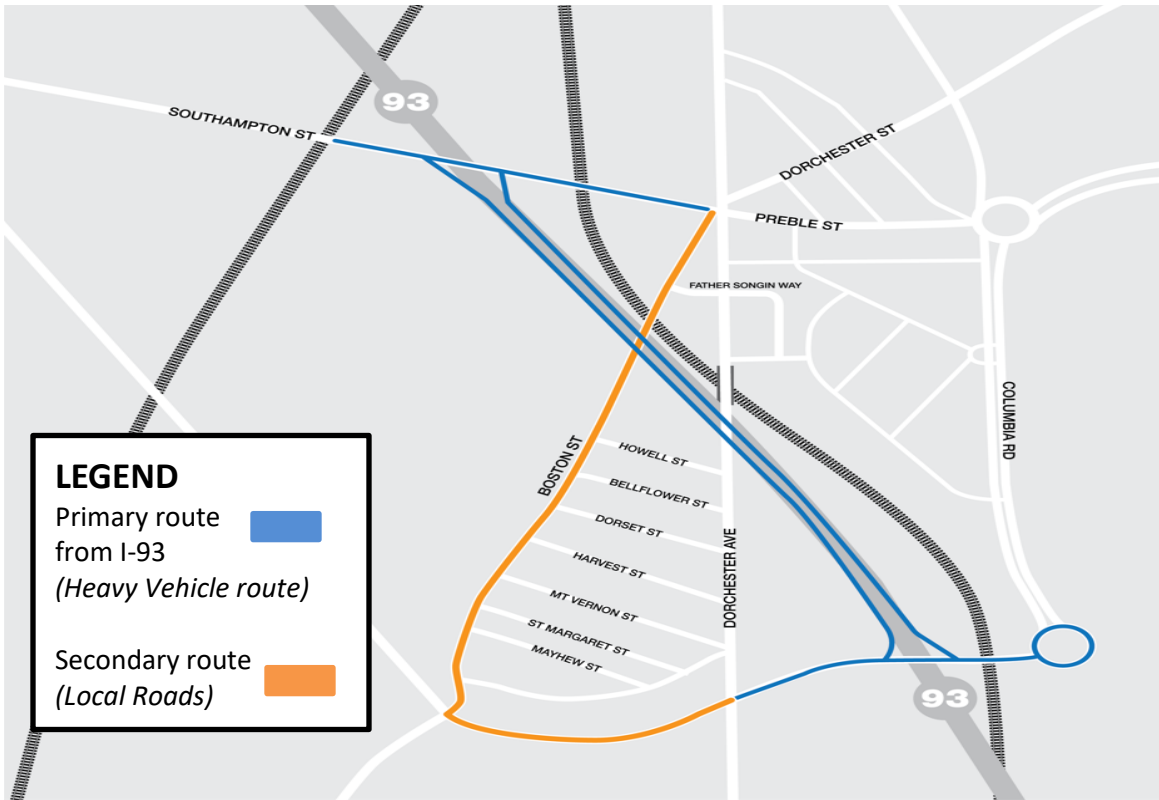 93
SOUTHAMPTON ST
DORCHESTER ST
PREBLE ST
FATHER SONGIN WAY
COLUMBIA RD
HOWELL ST
BOSTON ST
BELLFLOWER ST
DORSET ST
DORCHESTER AVE
HARVEST ST
MT VERNON ST
ST MARGARET ST
MAYHEW ST
93
LEGEND
Primary route
from I-93
(Heavy Vehicle route)
Secondary route
(Local Roads)